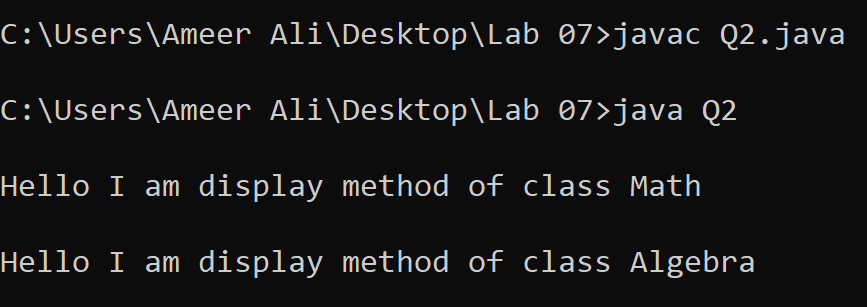 C:\Users\Ameer Ali\Desktop\Lab 07>javac Q2.java
C:\Users\Ameer Ali\Desktop\Lab 07>java Q2
Hello I am display method of class Math
Hello I am display method of class Algebra